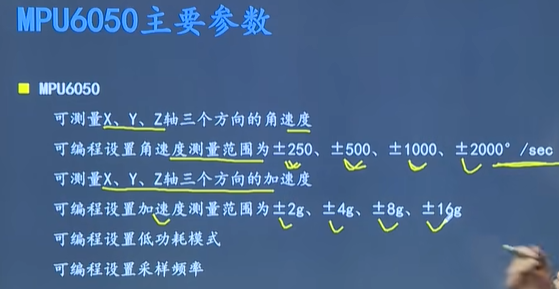 MPU6050主要参数
MPU6050
可测量X、Y、Z轴三个方向的角速度
可编程设置角速度测量范围为±250、±500、±1000、±2000°/sec
可测量X、Y、Z轴三个方向的加速度
可编程设置加速度测量范围为±2g、±4g、±8g、±16g
可编程设置低功耗模式
可编程设置采样频率